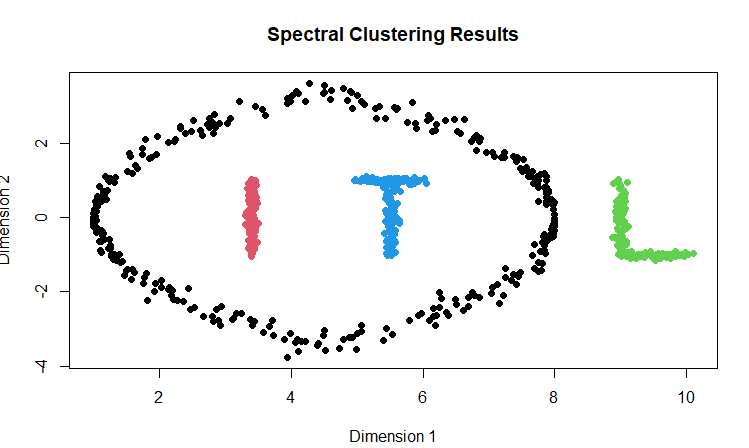 Spectral Clustering Results
Dimension 2
2
0
-2
-4
I T L
2 4 6 8 10
Dimension 1